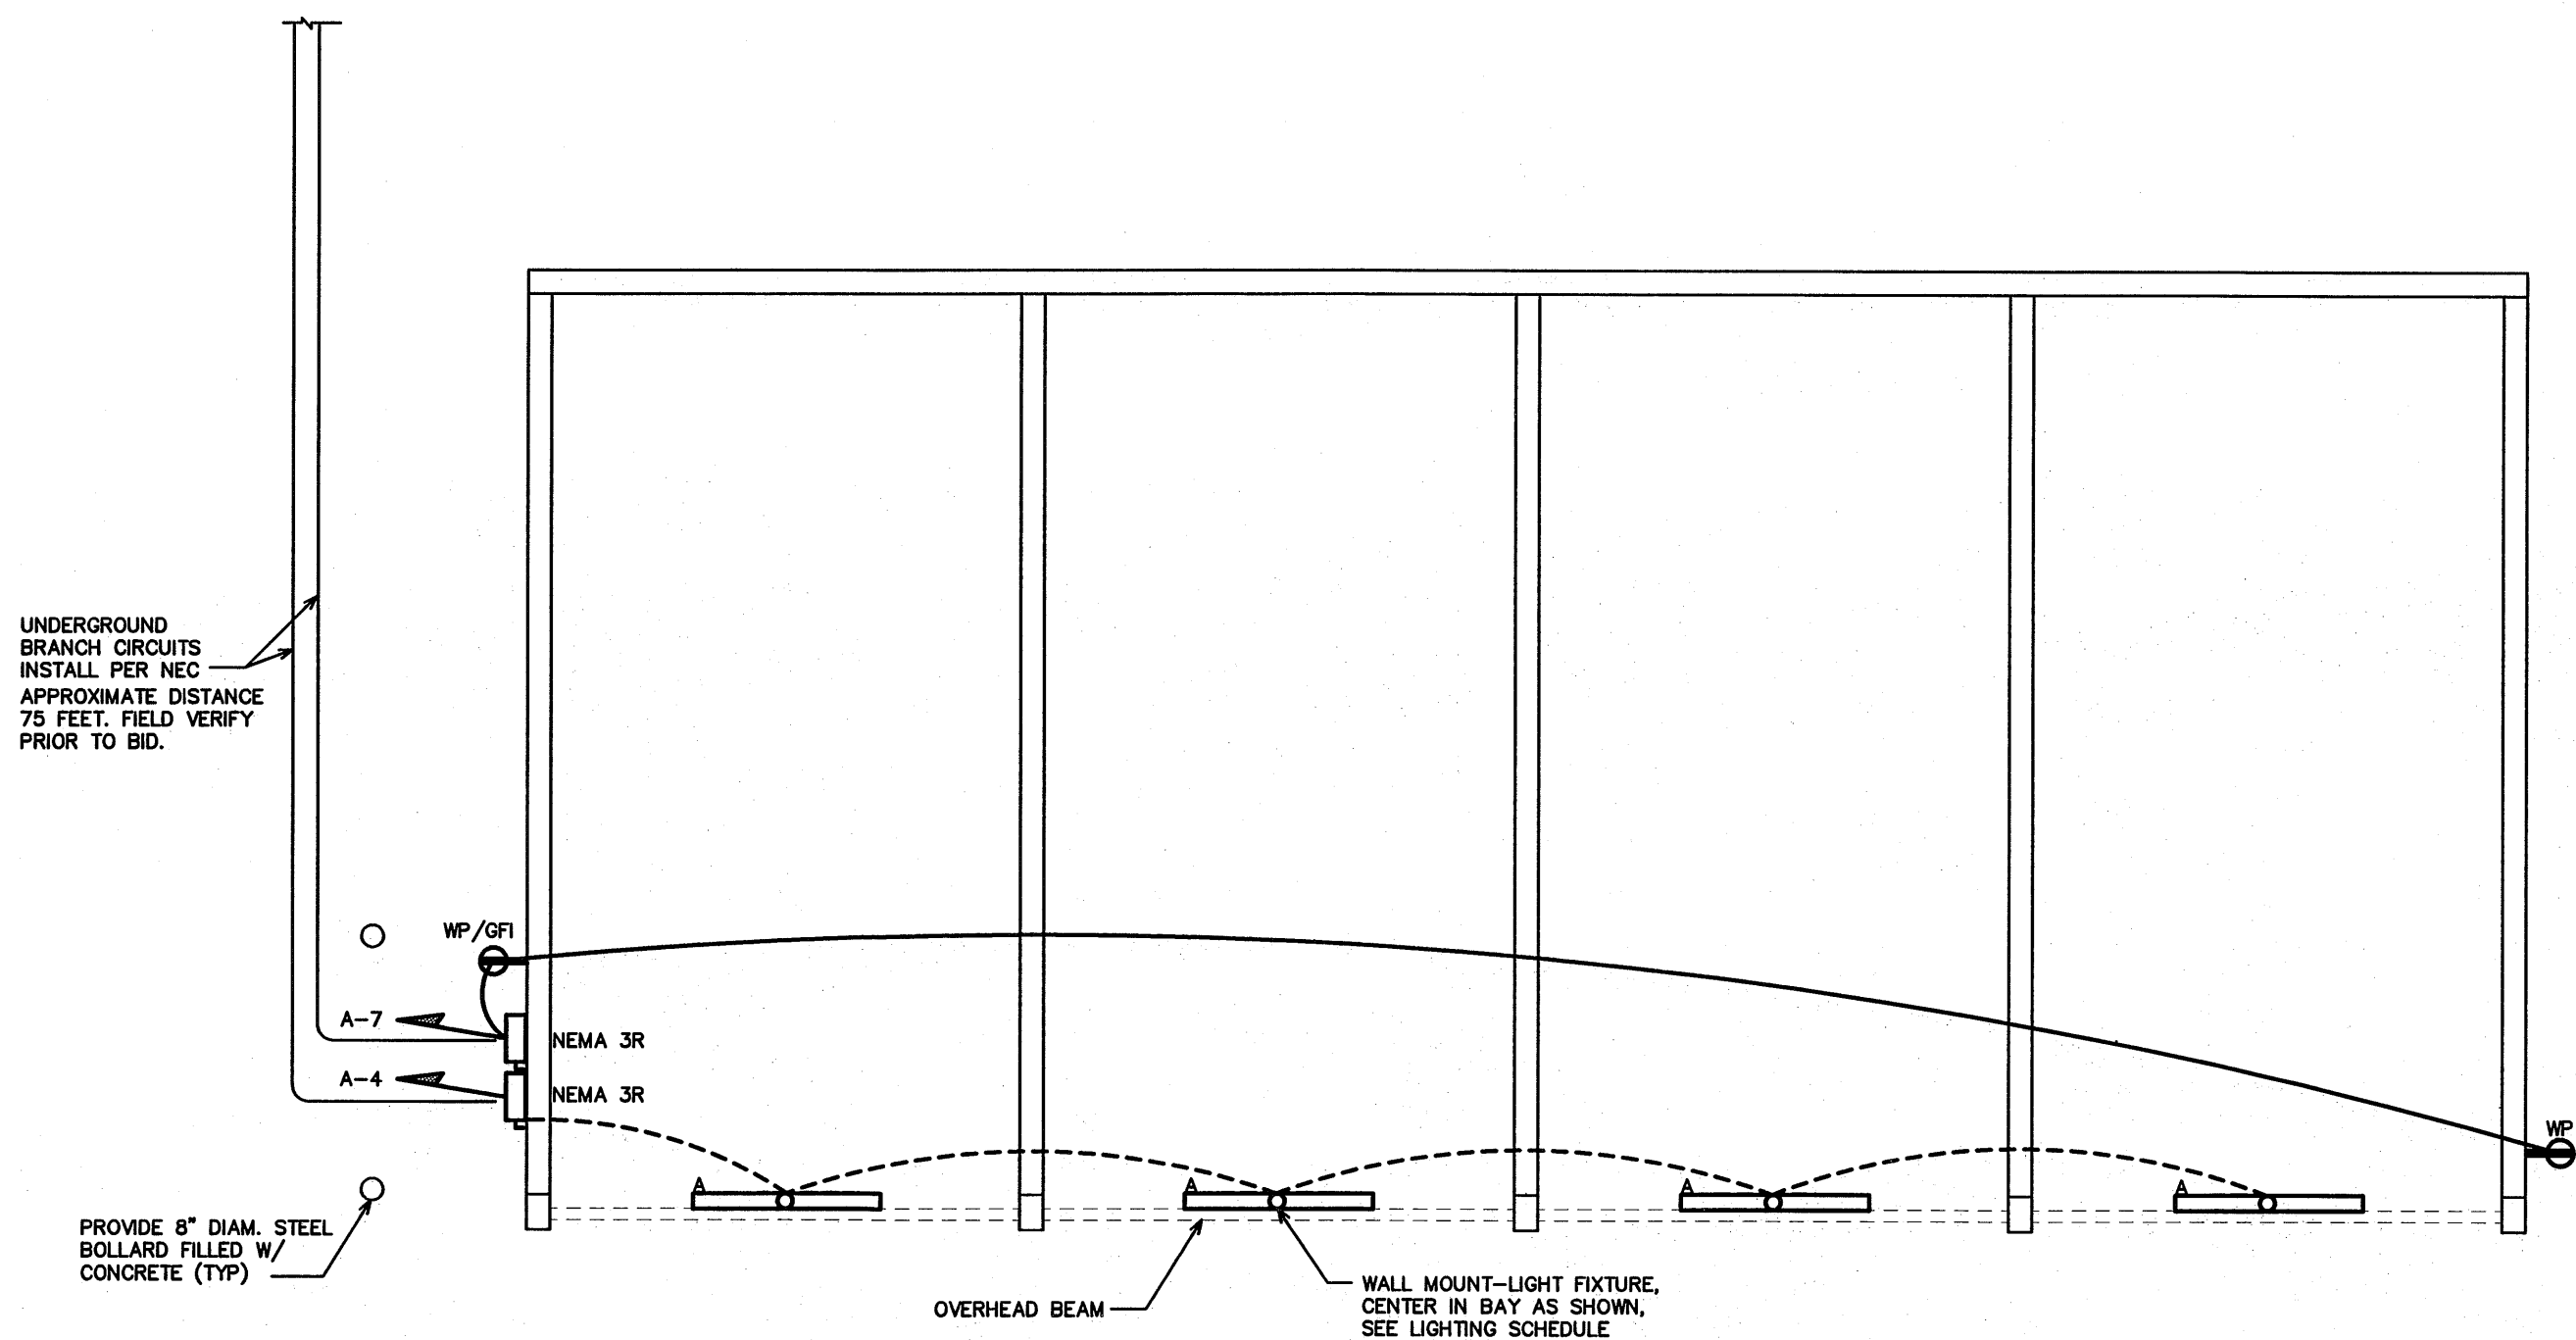 UNDERGROUND
BRANCH CIRCUITS
INSTALL PER NEC
APPROXIMATE DISTANCE
75 FEET. FIELD VERIFY
PRIOR TO BID.
WP/GFI
A-7
NEMA 3R
A-4
NEMA 3R
WP
A
A
A
A
PROVIDE 8" DIAM. STEEL
BOLLARD FILLED W/
CONCRETE (TYP)
OVERHEAD BEAM
WALL MOUNT-LIGHT FIXTURE,
CENTER IN BAY AS SHOWN,
SEE LIGHTING SCHEDULE